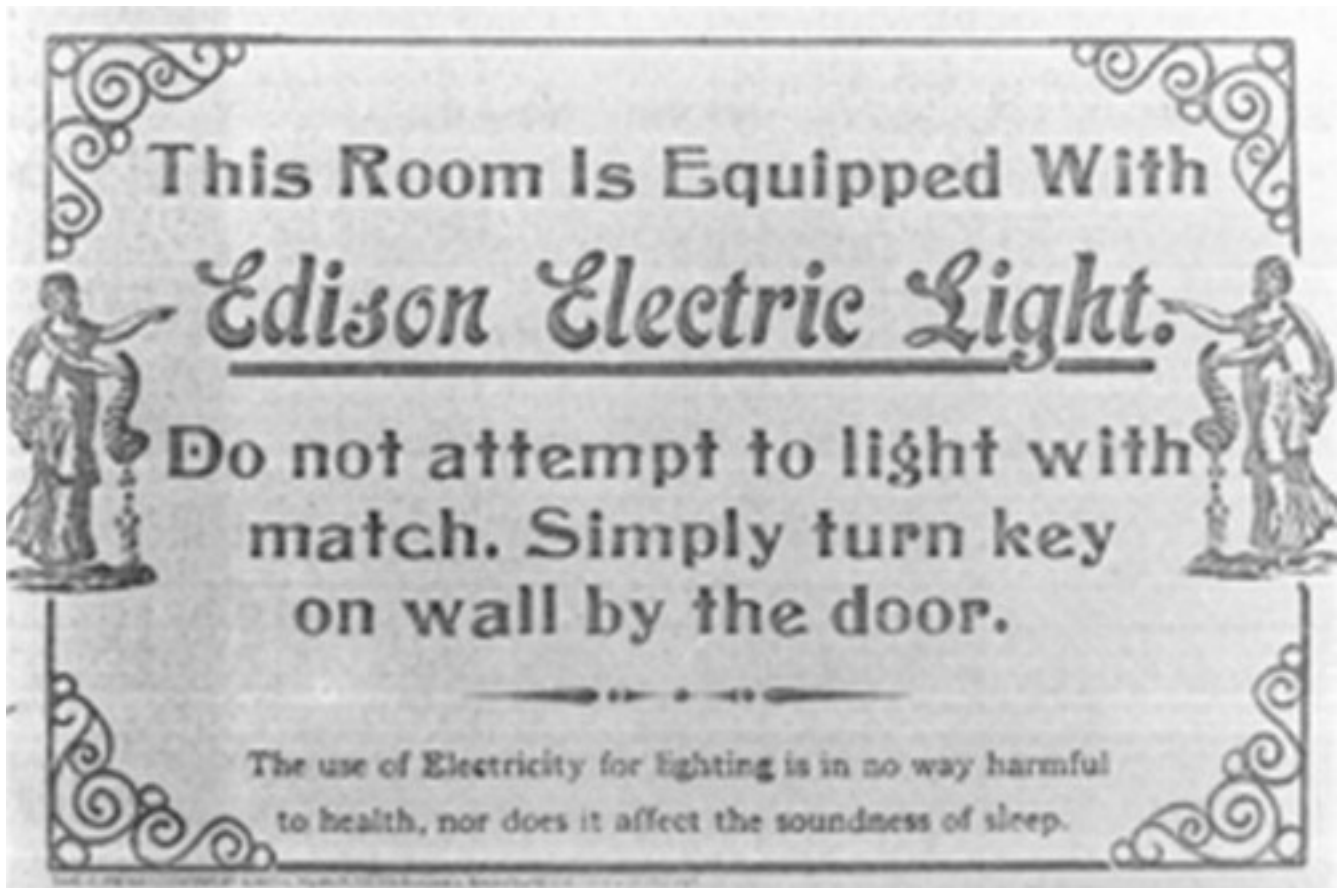 This Room Is Equipped With
Edison Electric Light.
Do not attempt to light with
match. Simply turn key
on wall by the door.
The use of Electricity for lighting is in no way harmful
to health, nor does it affect the soundness of sleep.